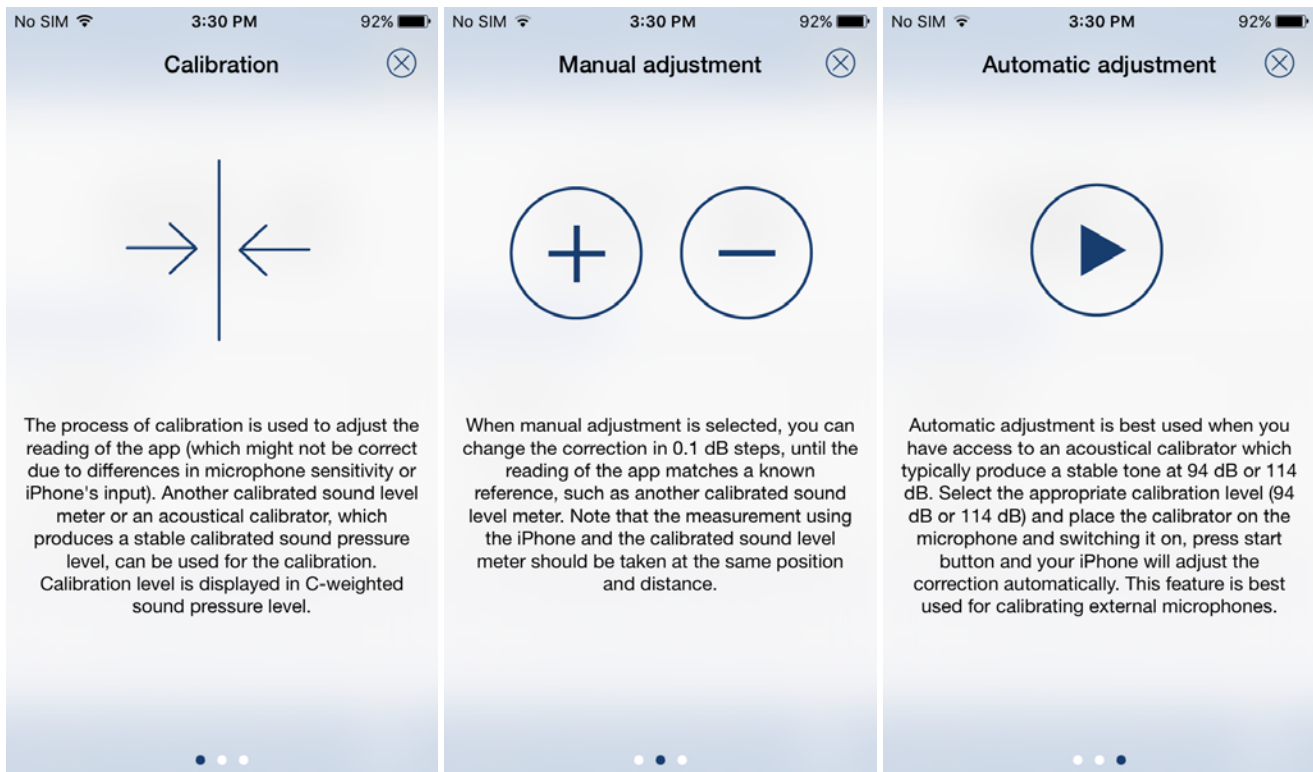 No SIM 3:30 PM 92%
Calibration
The process of calibration is used to adjust the
reading of the app (which might not be correct
due to differences in microphone sensitivity or
iPhone's input). Another calibrated sound level
meter or an acoustical calibrator, which
produces a stable calibrated sound pressure
level, can be used for the calibration.
Calibration level is displayed in C-weighted
sound pressure level.
No SIM 3:30 PM 92%
Manual adjustment
When manual adjustment is selected, you can
change the correction in 0.1 dB steps, until the
reading of the app matches a known
reference, such as another calibrated sound
level meter. Note that the measurement using
the iPhone and the calibrated sound level
meter should be taken at the same position
and distance.
No SIM 3:30 PM 92%
Automatic adjustment
Automatic adjustment is best used when you
have access to an acoustical calibrator which
typically produce a stable tone at 94 dB or 114
dB. Select the appropriate calibration level (94
dB or 114 dB) and place the calibrator on the
microphone and switching it on, press start
button and your iPhone will adjust the
correction automatically. This feature is best
used for calibrating external microphones.